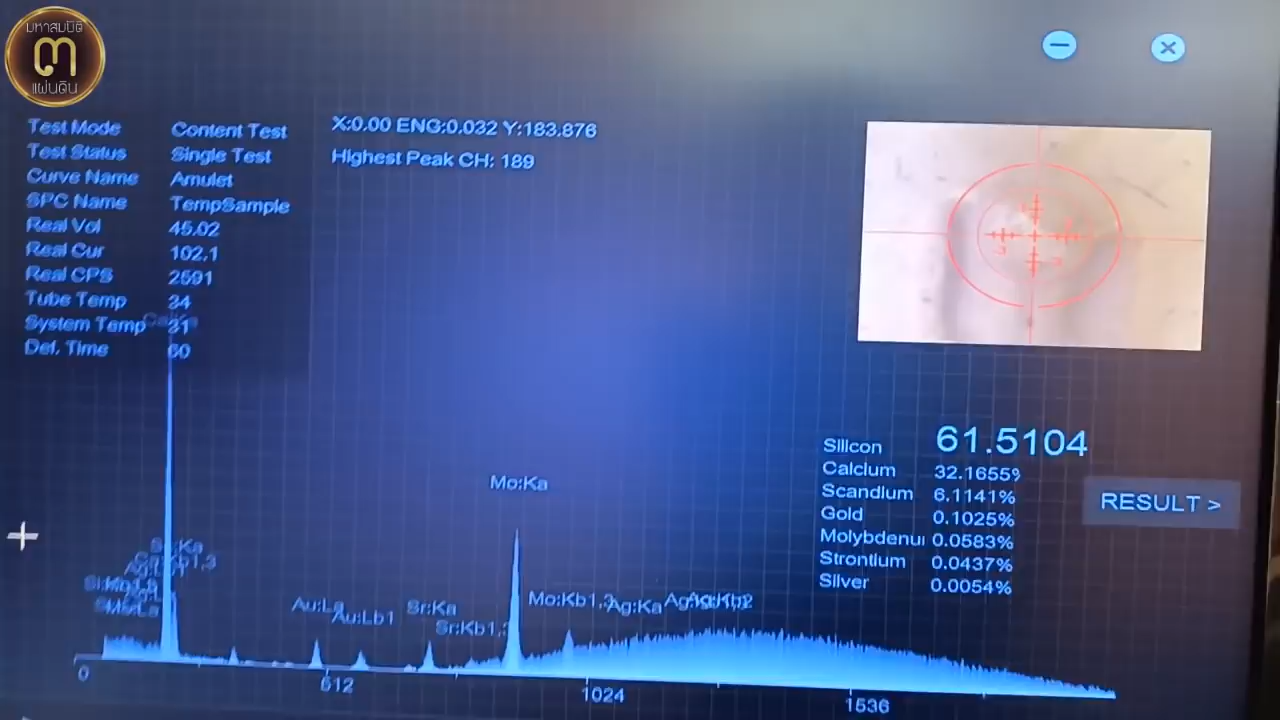 มหาสมบัติ
๓
แผ่นดิน
Test Mode Content Test
Test Status Single Test
Curve Name Amulet
SPC Name TempSample
Real Vol 45.02
Real Cur 102.1
Real CPS 2591
Tube Temp 34
System Temp 31
Def. Time 60
X:0.00 ENG:0.032 Y:183.876
Highest Peak CH: 189
Silicon 61.5104
Calcium 32.1655%
Scandium 6.1141%
Gold 0.1025%
Molybdenu 0.0583%
Strontium 0.0437%
Silver 0.0054%
RESULT >
Mo:Ka
Au:La
Au:Lb1
Sr:Ka
Sr:Kb1,3
Mo:Kb1,3
Ag:Ka
0
512
1024
1536